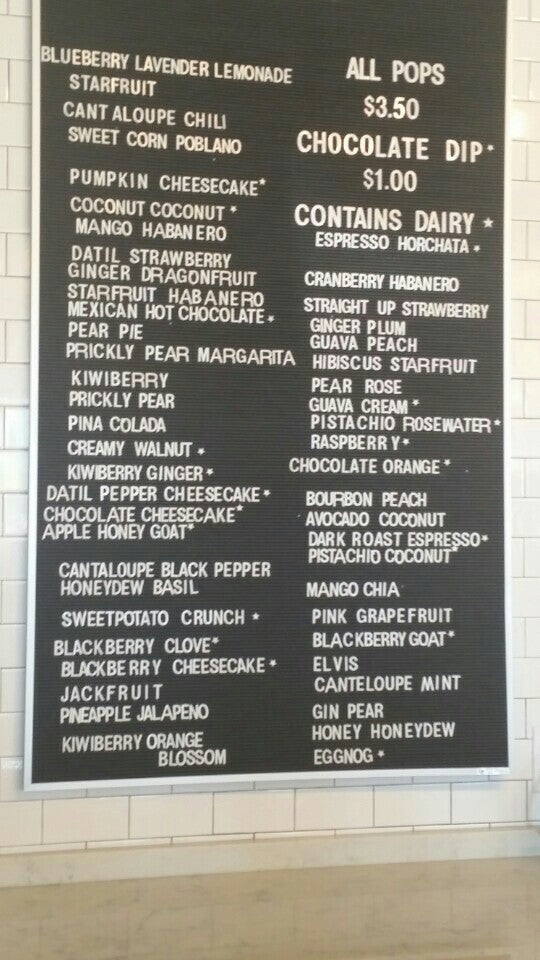 BLUEBERRY LAVENDER LEMONADE
STARFRUIT
CANT ALOUPE CHILI
SWEET CORN POBLANO
PUMPKIN CHEESECAKE*
COCONUT COCONUT *
MANGO HABANERO
DATIL STRAWBERRY
GINGER DRAGONFRUIT
STARFRUIT HABANERO
MEXICAN HOT CHOCOLATE *
PEAR PIE
PRICKLY PEAR MARGARITA
KIWIBERRY
PRICKLY PEAR
PINA COLADA
CREAMY WALNUT *
KIWIBERRY GINGER *
DATIL PEPPER CHEESECAKE *
CHOCOLATE CHEESECAKE*
APPLE HONEY GOAT*
CANTALOUPE BLACK PEPPER
HONEYDEW BASIL
SWEETPOTATO CRUNCH *
BLACKBERRY CLOVE*
BLACKBERRY CHEESECAKE *
JACKFRUIT
PINEAPPLE JALAPENO
KIWIBERRY ORANGE
BLOSSOM
ALL POPS
$3.50
CHOCOLATE DIP*
$1.00
CONTAINS DAIRY *
ESPRESSO HORCHATA *
CRANBERRY HABANERO
STRAIGHT UP STRAWBERRY
GINGER PLUM
GUAVA PEACH
HIBISCUS STARFRUIT
PEAR ROSE
GUAVA CREAM *
PISTACHIO ROSEWATER*
RASPBERRY *
CHOCOLATE ORANGE *
BOURBON PEACH
AVOCADO COCONUT
DARK ROAST ESPRESSO*
PISTACHIO COCONUT*
MANGO CHIA
PINK GRAPEFRUIT
BLACKBERRY GOAT*
ELVIS
CANTELOUPE MINT
GIN PEAR
HONEY HONEYDEW
EGGNOG *